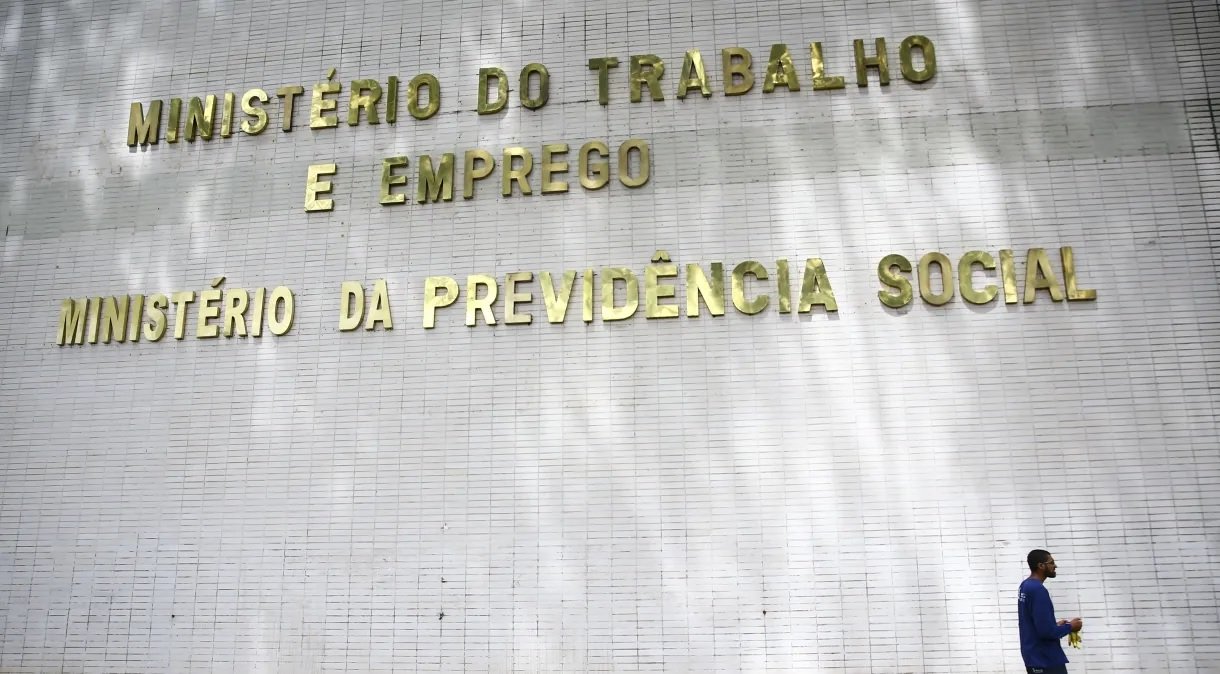 MINISTÉRIO DO TRABALHO
E EMPREGO
MINISTÉRIO DA PREVIDÊNCIA SOCIAL